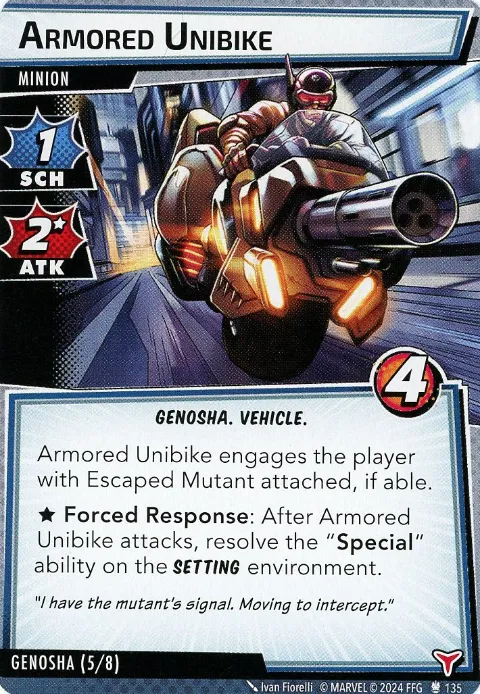 ARMORED UNIBIKE
MINION
1
SCH
2★
ATK
4
GENOSHA. VEHICLE.
Armored Unibike engages the player
with Escaped Mutant attached, if able.
★ Forced Response: After Armored
Unibike attacks, resolve the “Special”
ability on the SETTING environment.
"I have the mutant's signal. Moving to intercept."
GENOSHA (5/8)
Ivan Fiorelli © MARVEL © 2024 FFG 135